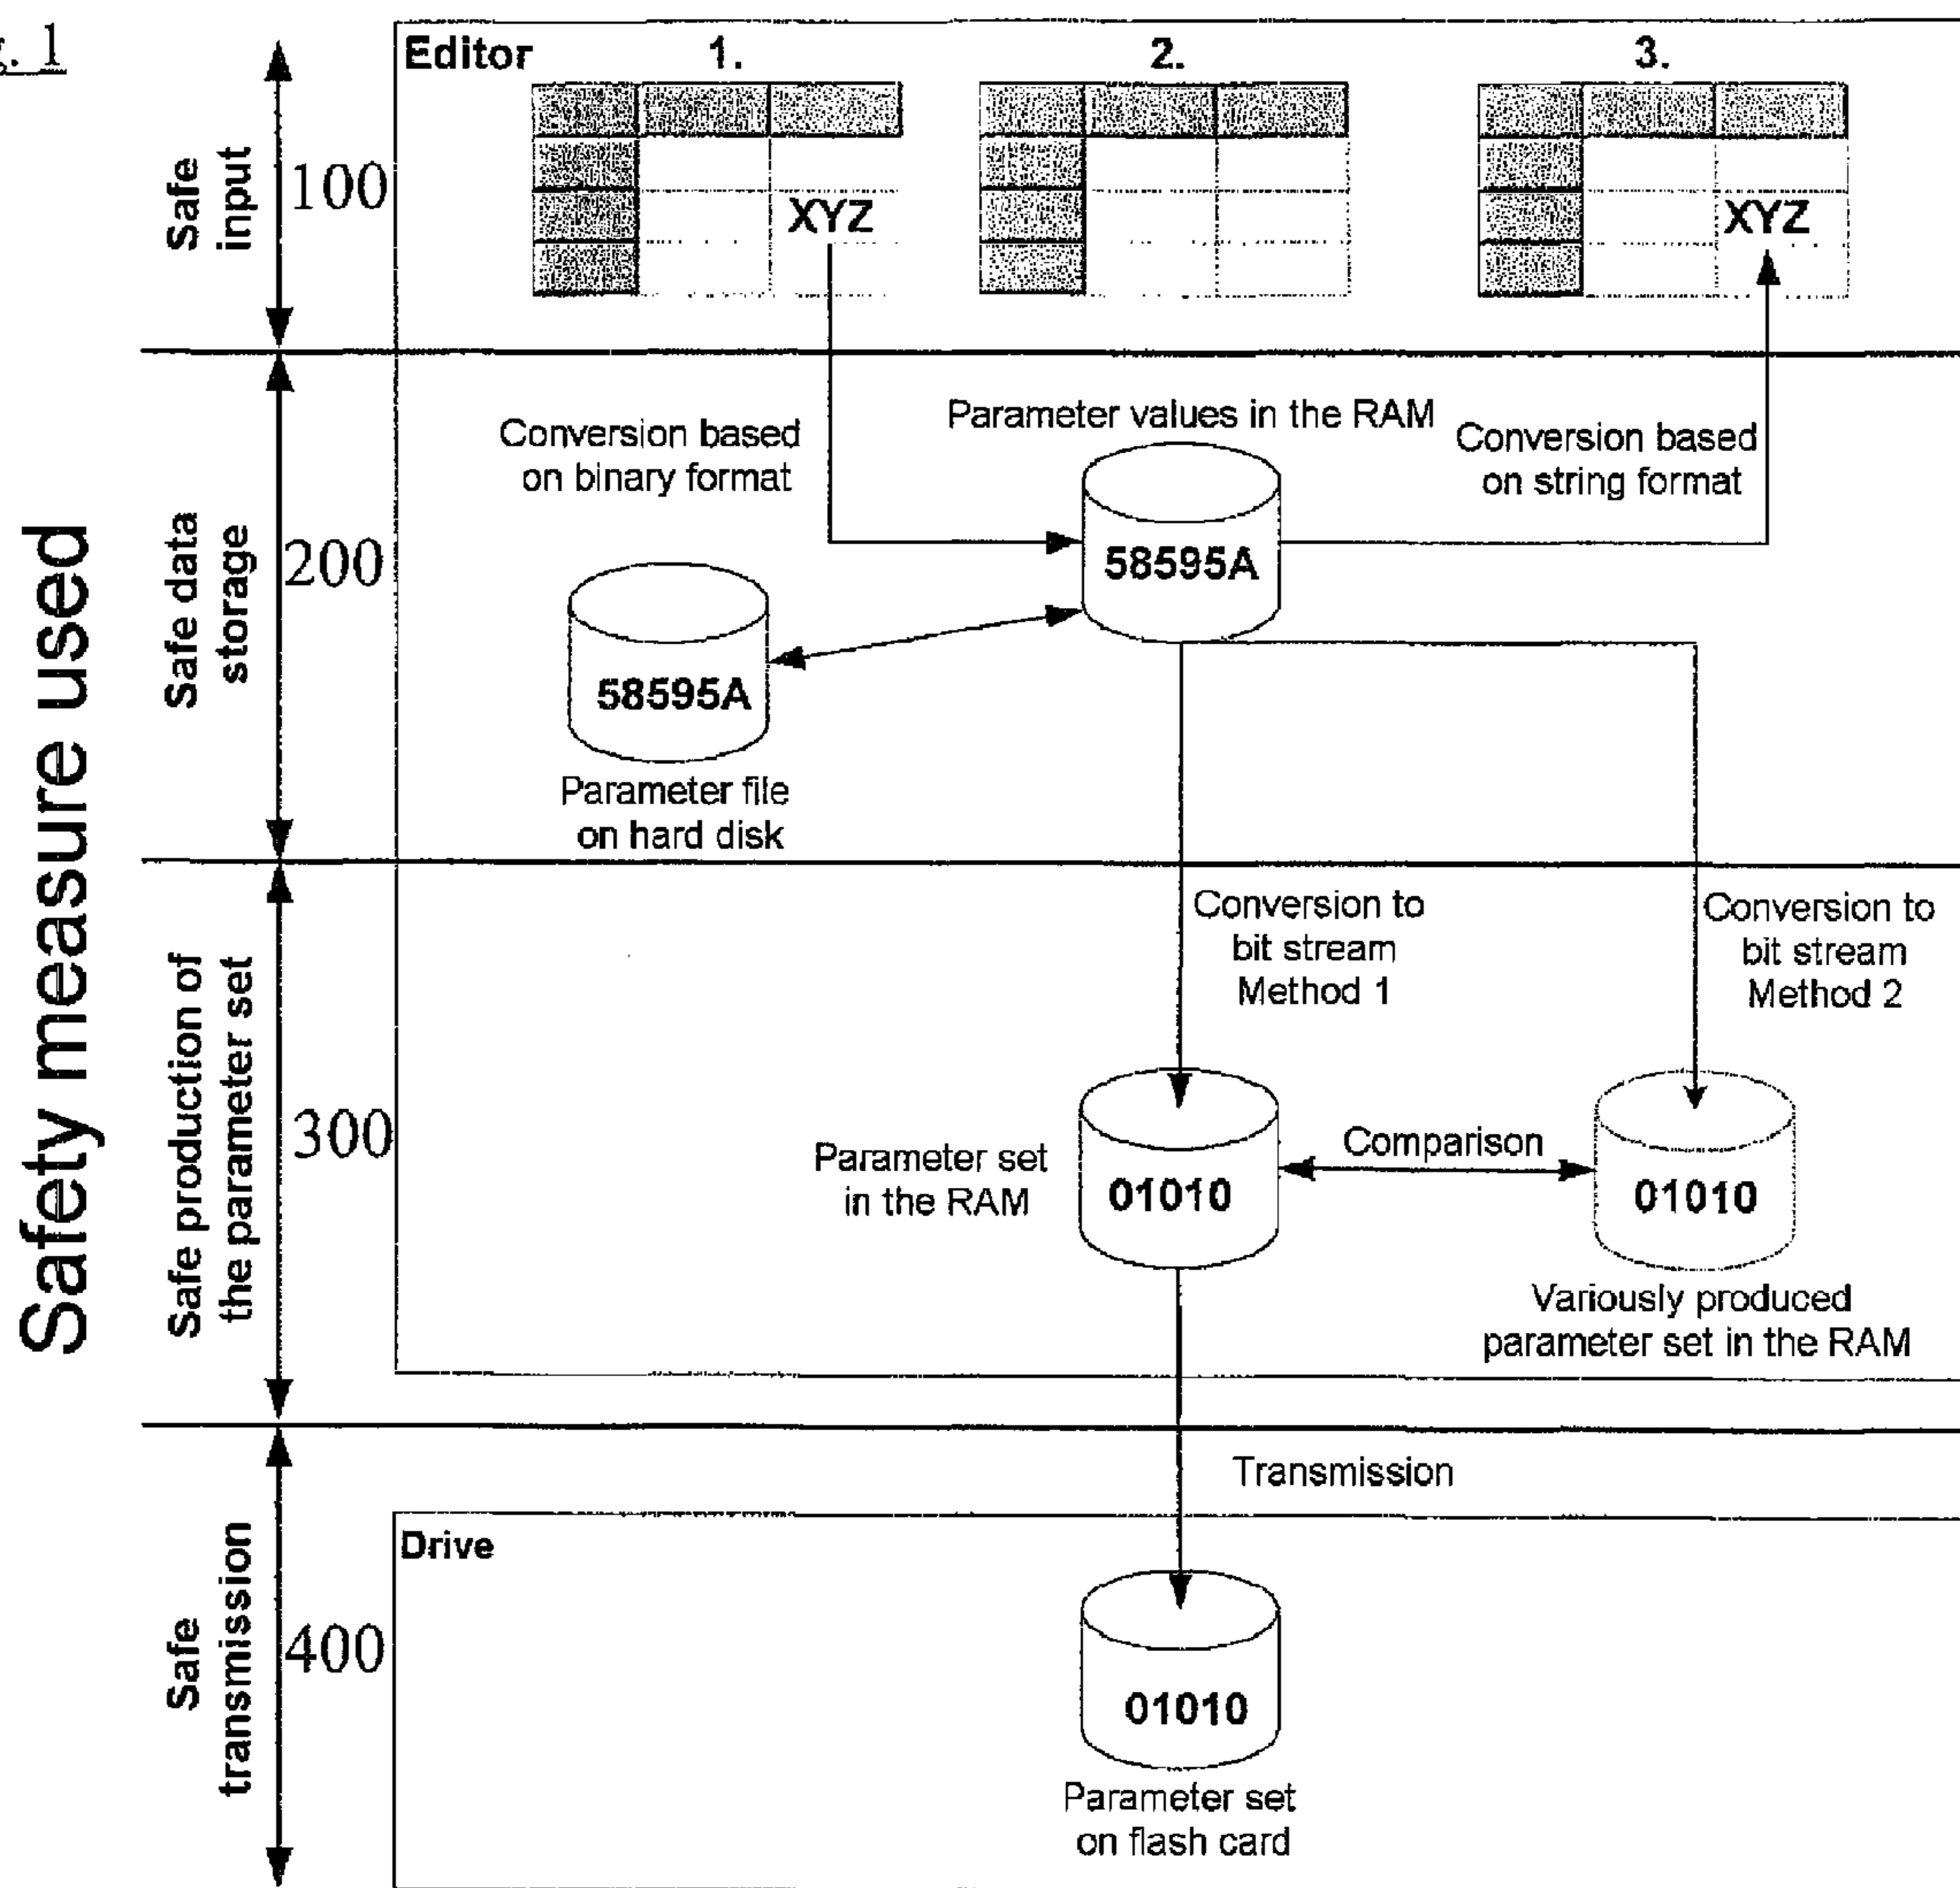 g. 1
Safety measure used
Safe
input
100
Editor
1.
2.
3.
XYZ
XYZ
Safe data
storage
200
Conversion based
on binary format
Parameter values in the RAM
Conversion based
on string format
58595A
58595A
Parameter file
on hard disk
Safe production of
the parameter set
300
Conversion to
bit stream
Method 1
Conversion to
bit stream
Method 2
Parameter set
in the RAM
01010
Comparison
01010
Variously produced
parameter set in the RAM
Safe
transmission
400
Transmission
Drive
01010
Parameter set
on flash card